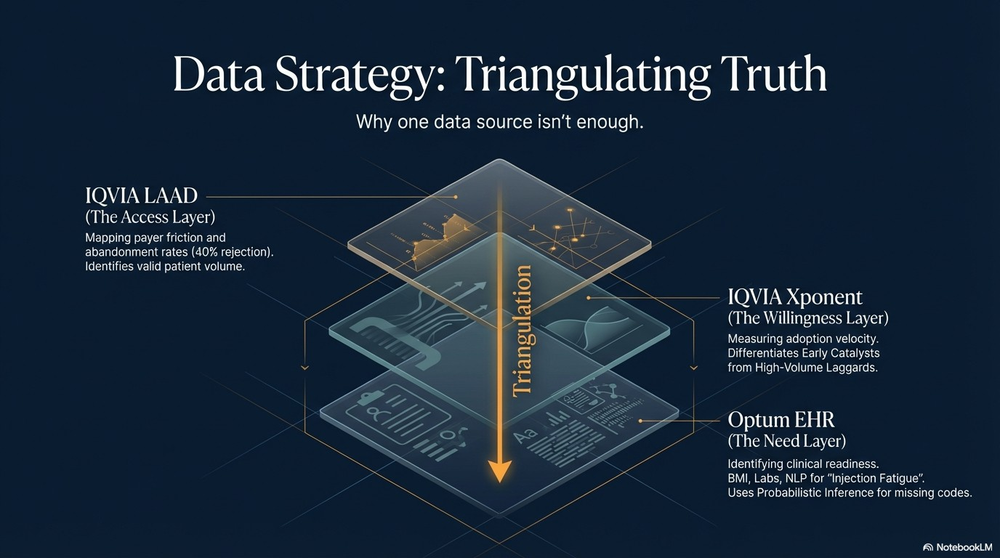 Data Strategy: Triangulating Truth
Why one data source isn’t enough.
IQVIA LAAD
(The Access Layer)
Mapping payer friction and
abandonment rates (40% rejection).
Identifies valid patient volume.
Triangulation
IQVIA Xponent
(The Willingness Layer)
Measuring adoption velocity.
Differentiates Early Catalysts
from High-Volume Laggards.
Aa
Optum EHR
(The Need Layer)
Identifying clinical readiness.
BMI, Labs, NLP for “Injection Fatigue”.
Uses Probabilistic Inference for missing codes.
NotebookLM